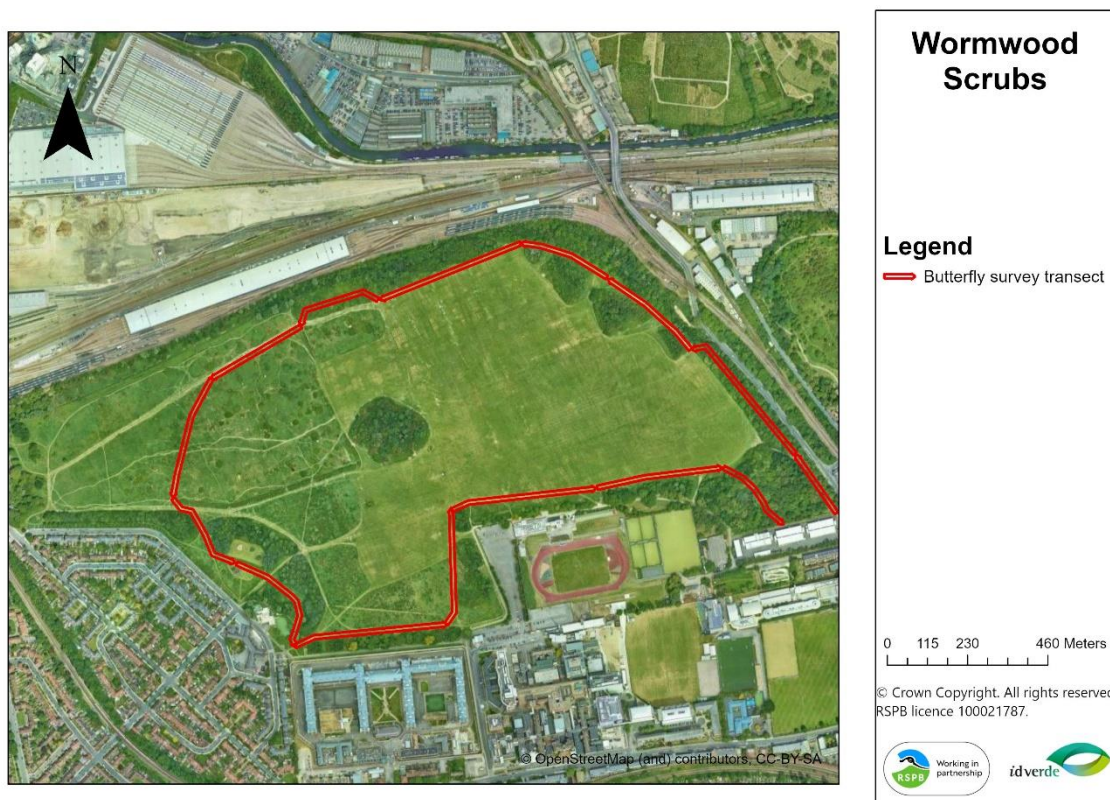 N
© OpenStreetMap (and) contributors, CC-BY-SA
Wormwood
Scrubs
Legend
Butterfly survey transect
0 115 230 460 Meters
© Crown Copyright. All rights reserved
RSPB licence 100021787.
RSPB
Working in
partnership
idverde